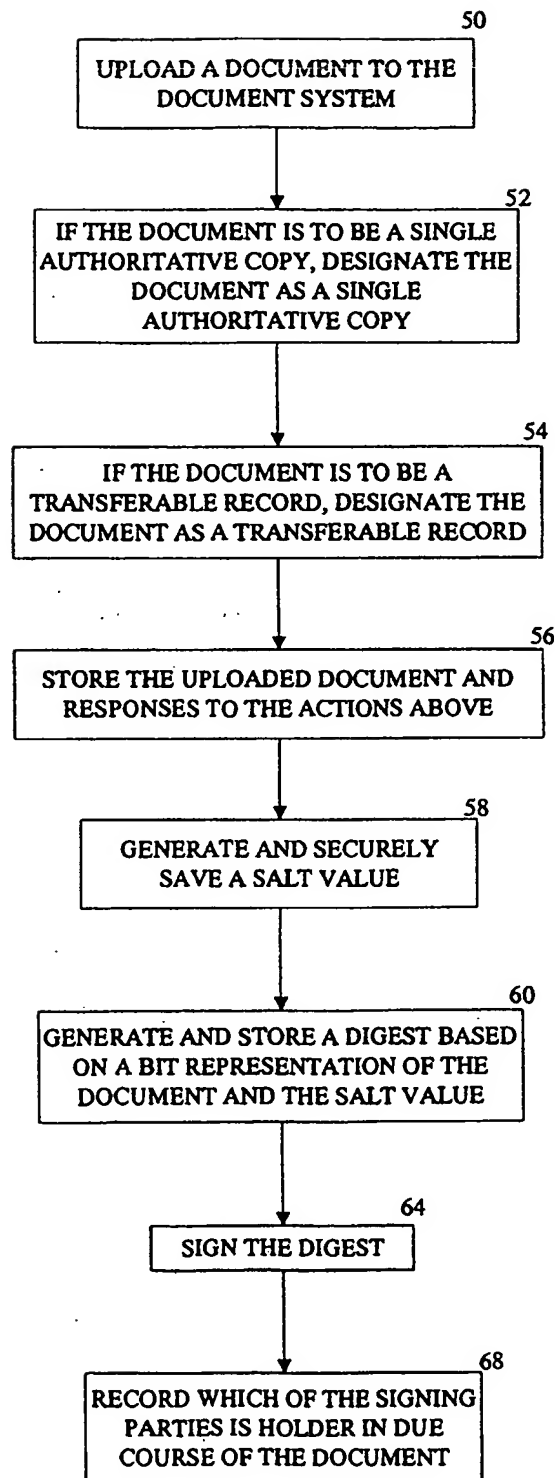 50
UPLOAD A DOCUMENT TO THE
DOCUMENT SYSTEM
52
IF THE DOCUMENT IS TO BE A SINGLE
AUTHORITATIVE COPY, DESIGNATE THE
DOCUMENT AS A SINGLE
AUTHORITATIVE COPY
54
IF THE DOCUMENT IS TO BE A
TRANSFERABLE RECORD, DESIGNATE THE
DOCUMENT AS A TRANSFERABLE RECORD
56
STORE THE UPLOADED DOCUMENT AND
RESPONSES TO THE ACTIONS ABOVE
58
GENERATE AND SECURELY
SAVE A SALT VALUE
60
GENERATE AND STORE A DIGEST BASED
ON A BIT REPRESENTATION OF THE
DOCUMENT AND THE SALT VALUE
64
SIGN THE DIGEST
68
RECORD WHICH OF THE SIGNING
PARTIES IS HOLDER IN DUE
COURSE OF THE DOCUMENT